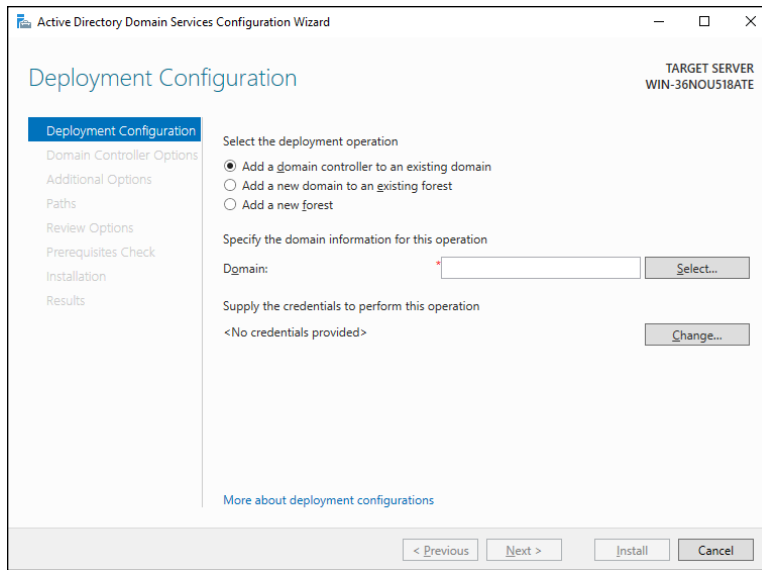 Active Directory Domain Services Configuration Wizard
Deployment Configuration
TARGET SERVER
WIN-36NOU518ATE
Deployment Configuration
Domain Controller Options
Additional Options
Paths
Review Options
Prerequisites Check
Installation
Results
Select the deployment operation
Add a domain controller to an existing domain
Add a new domain to an existing forest
Add a new forest
Specify the domain information for this operation
Domain: * Select...
Supply the credentials to perform this operation
<No credentials provided> Change...
More about deployment configurations
< Previous Next > Install Cancel